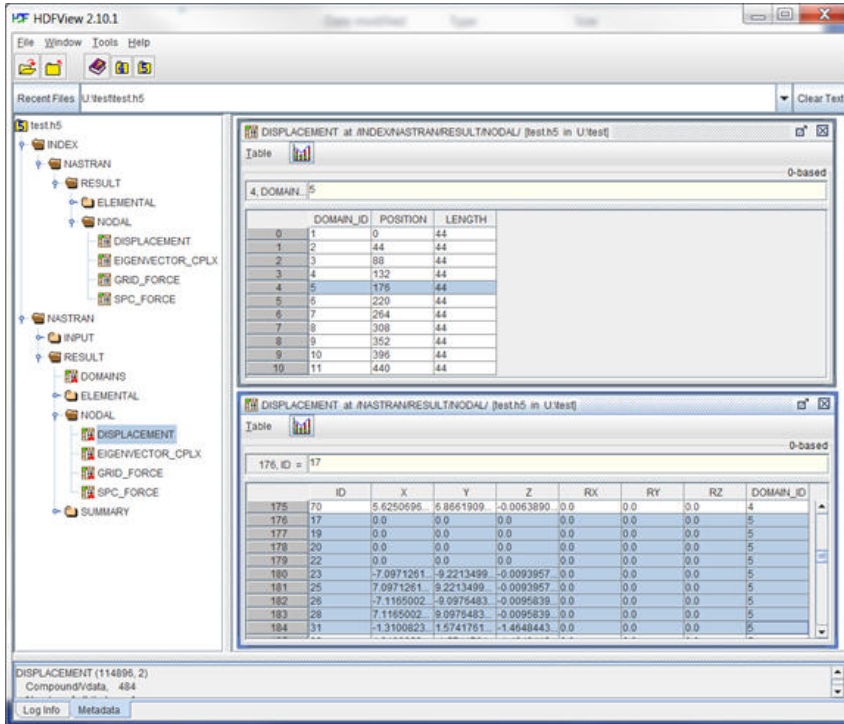 HDFView 2.10.1
File Window Tools Help
Recent Files U:\test\test.h5 Clear Text
test.h5
INDEX
NASTRAN
RESULT
ELEMENTAL
NODAL
DISPLACEMENT
EIGENVECTOR_CPLX
GRID_FORCE
SPC_FORCE
NASTRAN
INPUT
RESULT
DOMAINS
ELEMENTAL
NODAL
DISPLACEMENT
EIGENVECTOR_CPLX
GRID_FORCE
SPC_FORCE
SUMMARY
DISPLACEMENT at /INDEX/NASTRAN/RESULT/NODAL/ [test.h5 in U:\test]
Table
0-based
4, DOMAIN... 5
DOMAIN_ID POSITION LENGTH
0 1 0 44
1 2 44 44
2 3 88 44
3 4 132 44
4 5 176 44
5 6 220 44
6 7 264 44
7 8 308 44
8 9 352 44
9 10 396 44
10 11 440 44
DISPLACEMENT at /NASTRAN/RESULT/NODAL/ [test.h5 in U:\test]
Table
0-based
176, ID = 17
ID X Y Z RX RY RZ DOMAIN_ID
175 70 5.6250696... 6.8661909... -0.0063890... 0.0 0.0 0.0 4
176 17 0.0 0.0 0.0 0.0 0.0 0.0 5
177 19 0.0 0.0 0.0 0.0 0.0 0.0 5
178 20 0.0 0.0 0.0 0.0 0.0 0.0 5
179 22 0.0 0.0 0.0 0.0 0.0 0.0 5
180 23 -7.0971261... -9.2213499... -0.0093957... 0.0 0.0 0.0 5
181 25 7.0971261... 9.2213499... -0.0093957... 0.0 0.0 0.0 5
182 26 -7.1165002... -9.0976483... -0.0095839... 0.0 0.0 0.0 5
183 28 7.1165002... 9.0976483... -0.0095839... 0.0 0.0 0.0 5
184 31 -1.3100823... 1.5741761... -1.4648443... 0.0 0.0 0.0 5
DISPLACEMENT (114896, 2)
Compound/Vdata, 484
Log Info Metadata